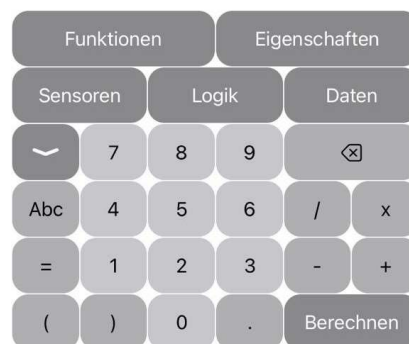 Funktionen Eigenschaften
Sensoren Logik Daten
7 8 9
Abc 4 5 6 / x
= 1 2 3 - +
( ) 0 . Berechnen